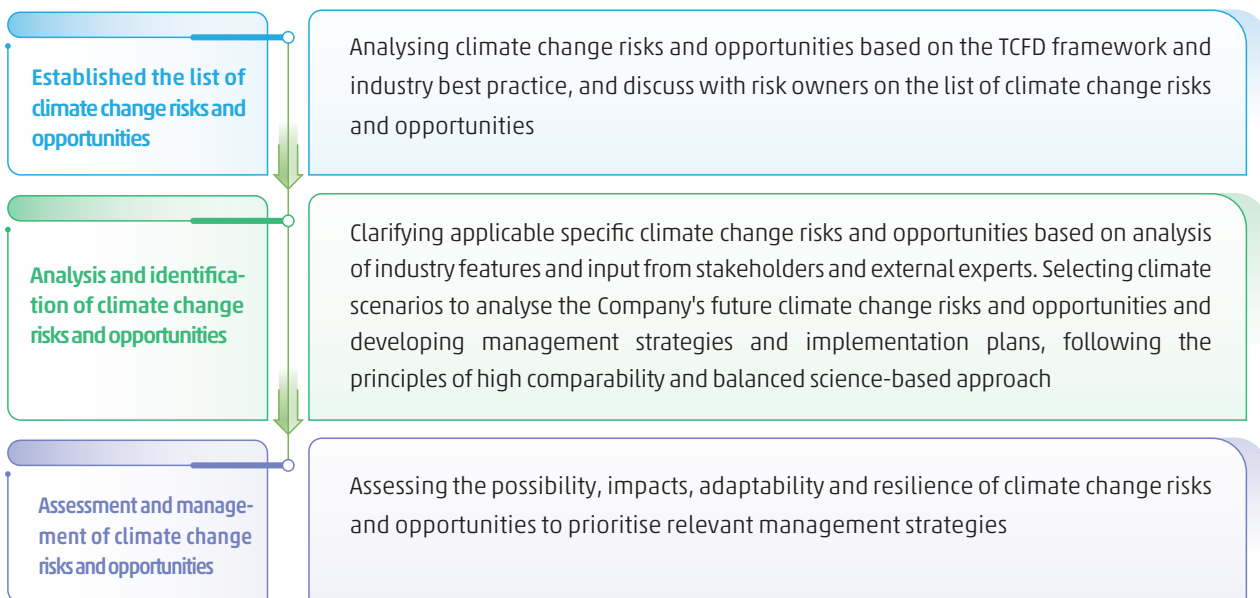 Established the list of
climate change risks and
opportunities
Analysing climate change risks and opportunities based on the TCFD framework and
industry best practice, and discuss with risk owners on the list of climate change risks
and opportunities
Analysis and identifica-
tion of climate change
risks and opportunities
Clarifying applicable specific climate change risks and opportunities based on analysis
of industry features and input from stakeholders and external experts. Selecting climate
scenarios to analyse the Company's future climate change risks and opportunities and
developing management strategies and implementation plans, following the
principles of high comparability and balanced science-based approach
Assessment and manage-
ment of climate change
risks and opportunities
Assessing the possibility, impacts, adaptability and resilience of climate change risks
and opportunities to prioritise relevant management strategies